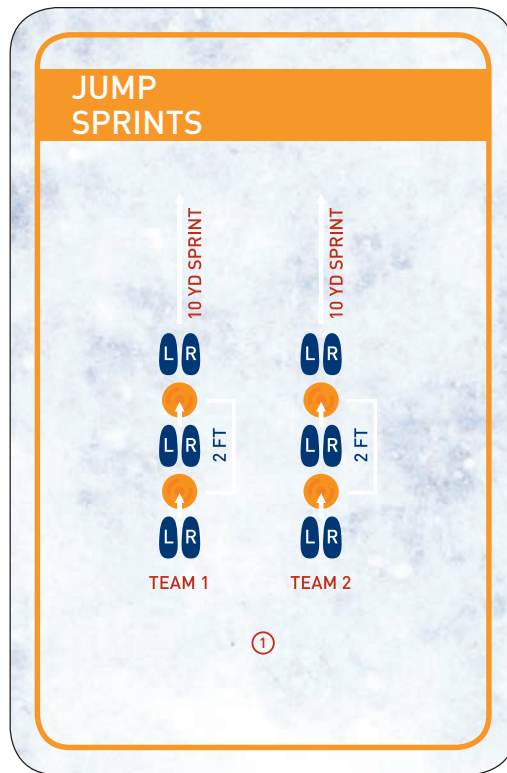 JUMP
SPRINTS
10 YD SPRINT
10 YD SPRINT
L R
L R
L R
L R
2 FT
2 FT
L R
L R
TEAM 1
TEAM 2
1